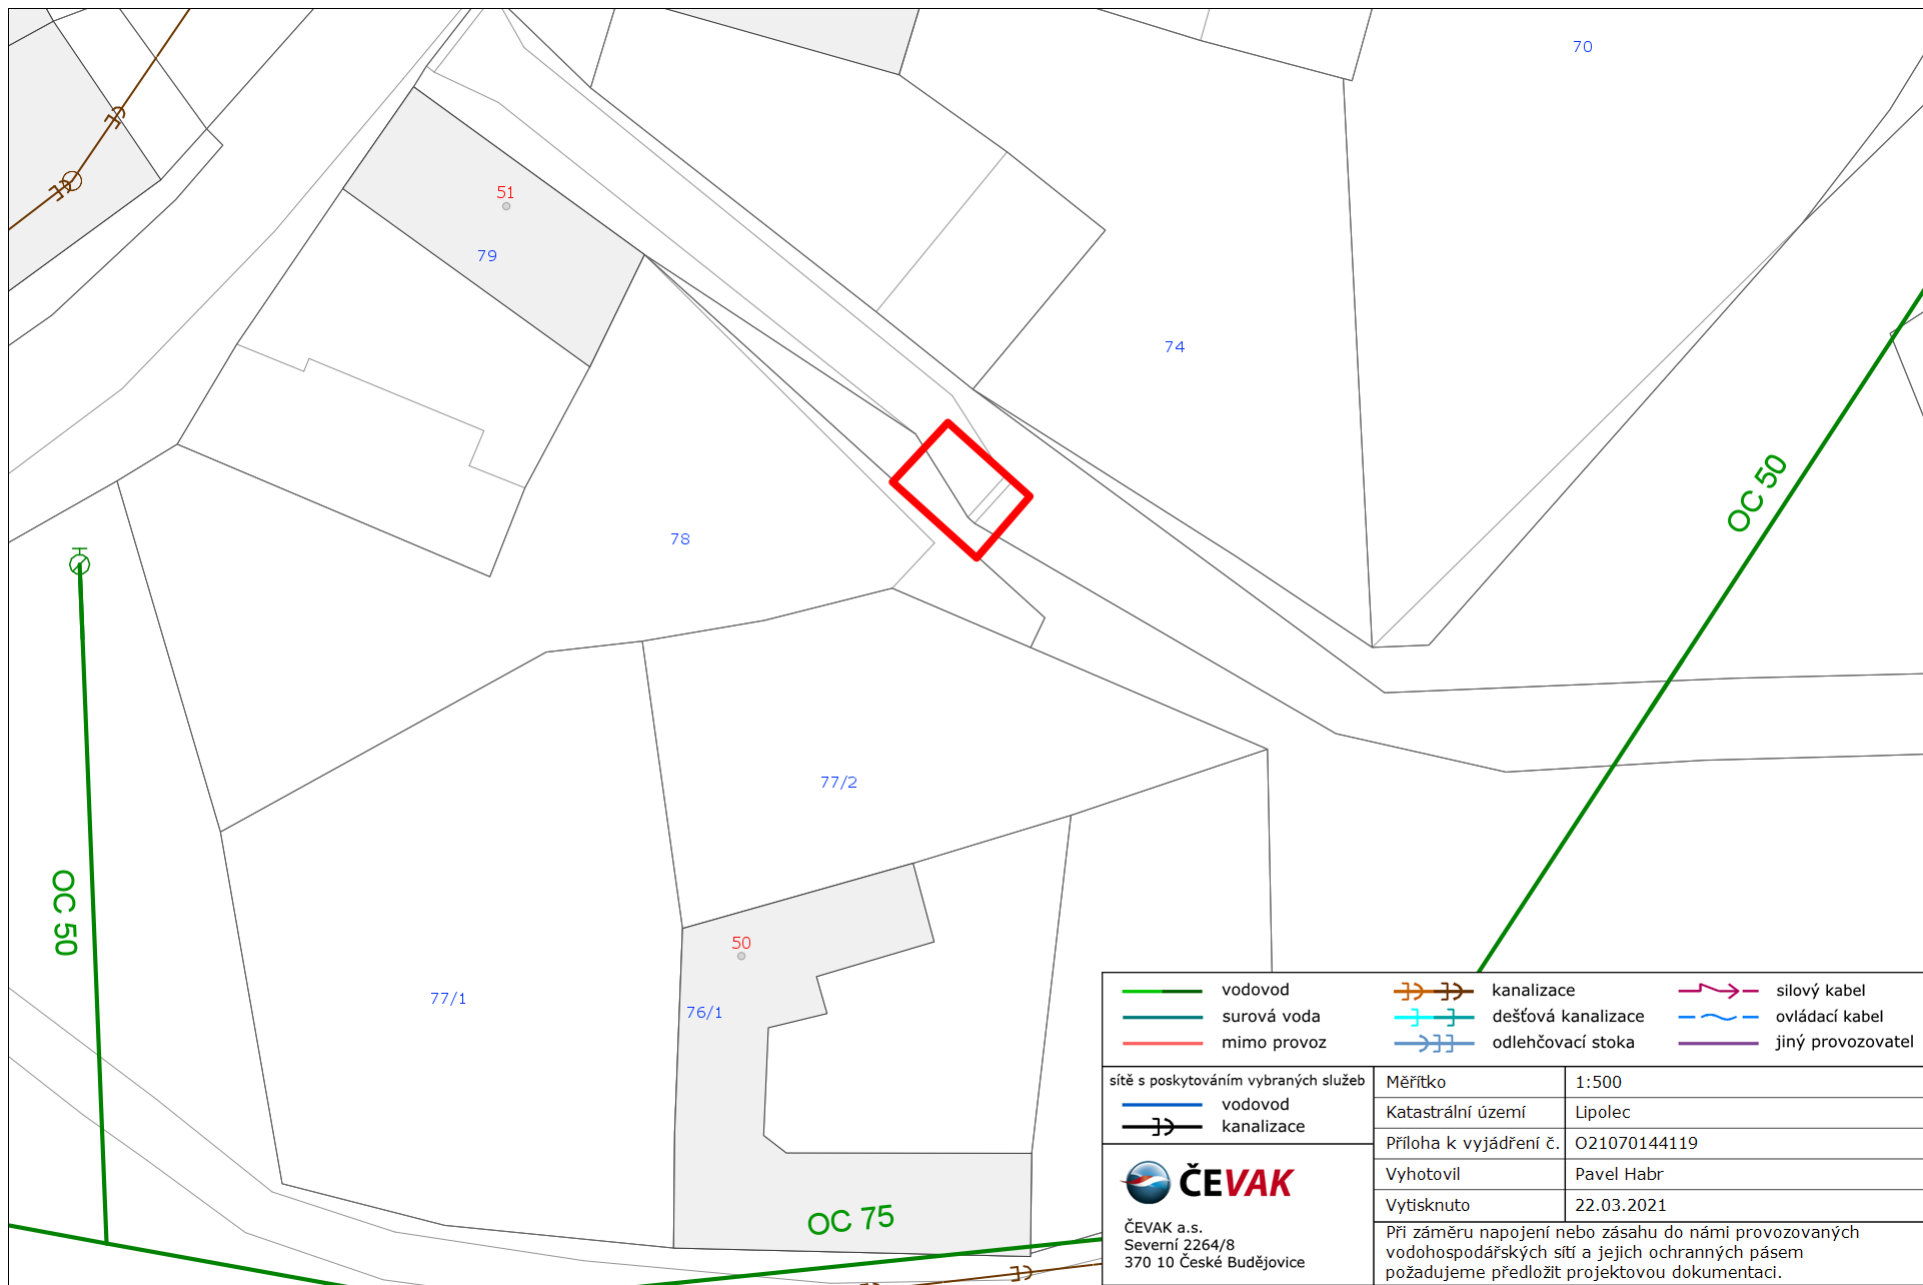 70
51
79
74
OC 50
78
77/2
OC 50
50
77/1
76/1
OC 75
vodovod
surová voda
mimo provoz
kanalizace
dešťová kanalizace
odlehčovací stoka
silový kabel
ovládací kabel
jiný provozovatel
sítě s poskytováním vybraných služeb
vodovod
kanalizace
ČEVAK
ČEVAK a.s.
Severní 2264/8
370 10 České Budějovice
Měřítko 1:500
Katastrální území Lipolec
Příloha k vyjádření č. O21070144119
Vyhotovil Pavel Habr
Vytisknuto 22.03.2021
Při záměru napojení nebo zásahu do námi provozovaných
vodohospodářských sítí a jejich ochranných pásem
požadujeme předložit projektovou dokumentaci.